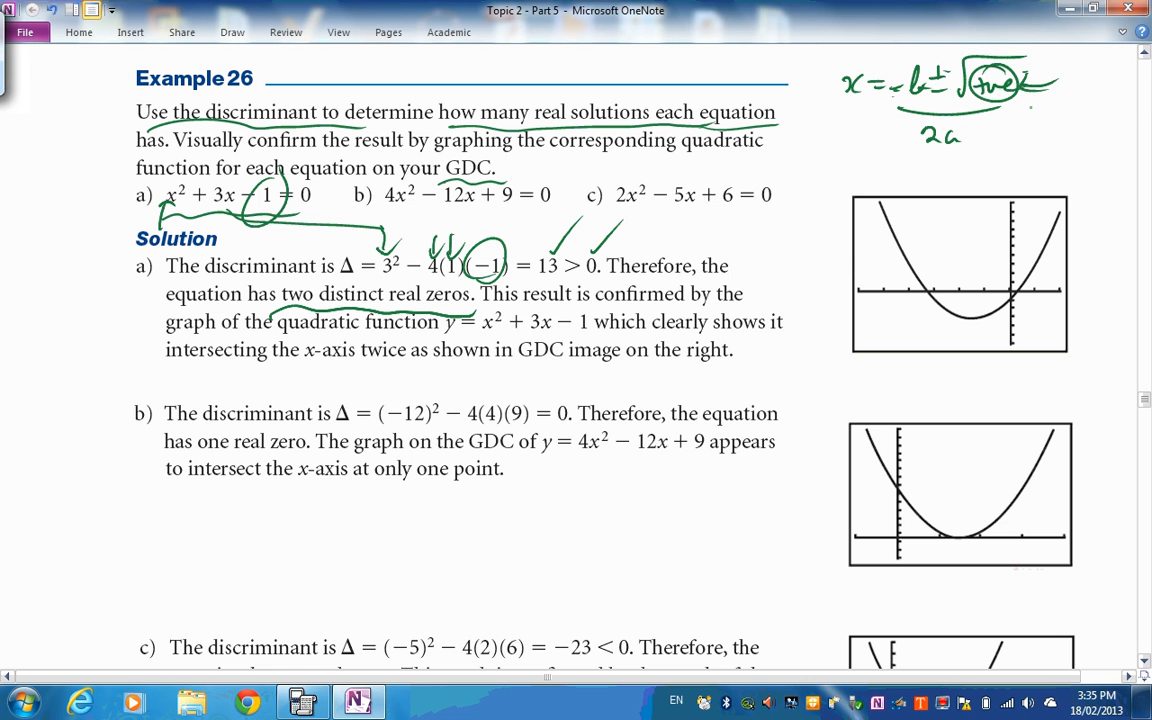 Topic 2 - Part 5 - Microsoft OneNote
File Home Insert Share Draw Review View Pages Academic
Example 26
x = -b ± √+ve
2a
Use the discriminant to determine how many real solutions each equation
has. Visually confirm the result by graphing the corresponding quadratic
function for each equation on your GDC.
a) x² + 3x − 1 = 0 b) 4x² − 12x + 9 = 0 c) 2x² − 5x + 6 = 0
Solution
a) The discriminant is Δ = 3² − 4(1)(−1) = 13 > 0. Therefore, the
equation has two distinct real zeros. This result is confirmed by the
graph of the quadratic function y = x² + 3x − 1 which clearly shows it
intersecting the x-axis twice as shown in GDC image on the right.
b) The discriminant is Δ = (−12)² − 4(4)(9) = 0. Therefore, the equation
has one real zero. The graph on the GDC of y = 4x² − 12x + 9 appears
to intersect the x-axis at only one point.
c) The discriminant is Δ = (−5)² − 4(2)(6) = −23 < 0. Therefore, the
EN
3:35 PM
18/02/2013